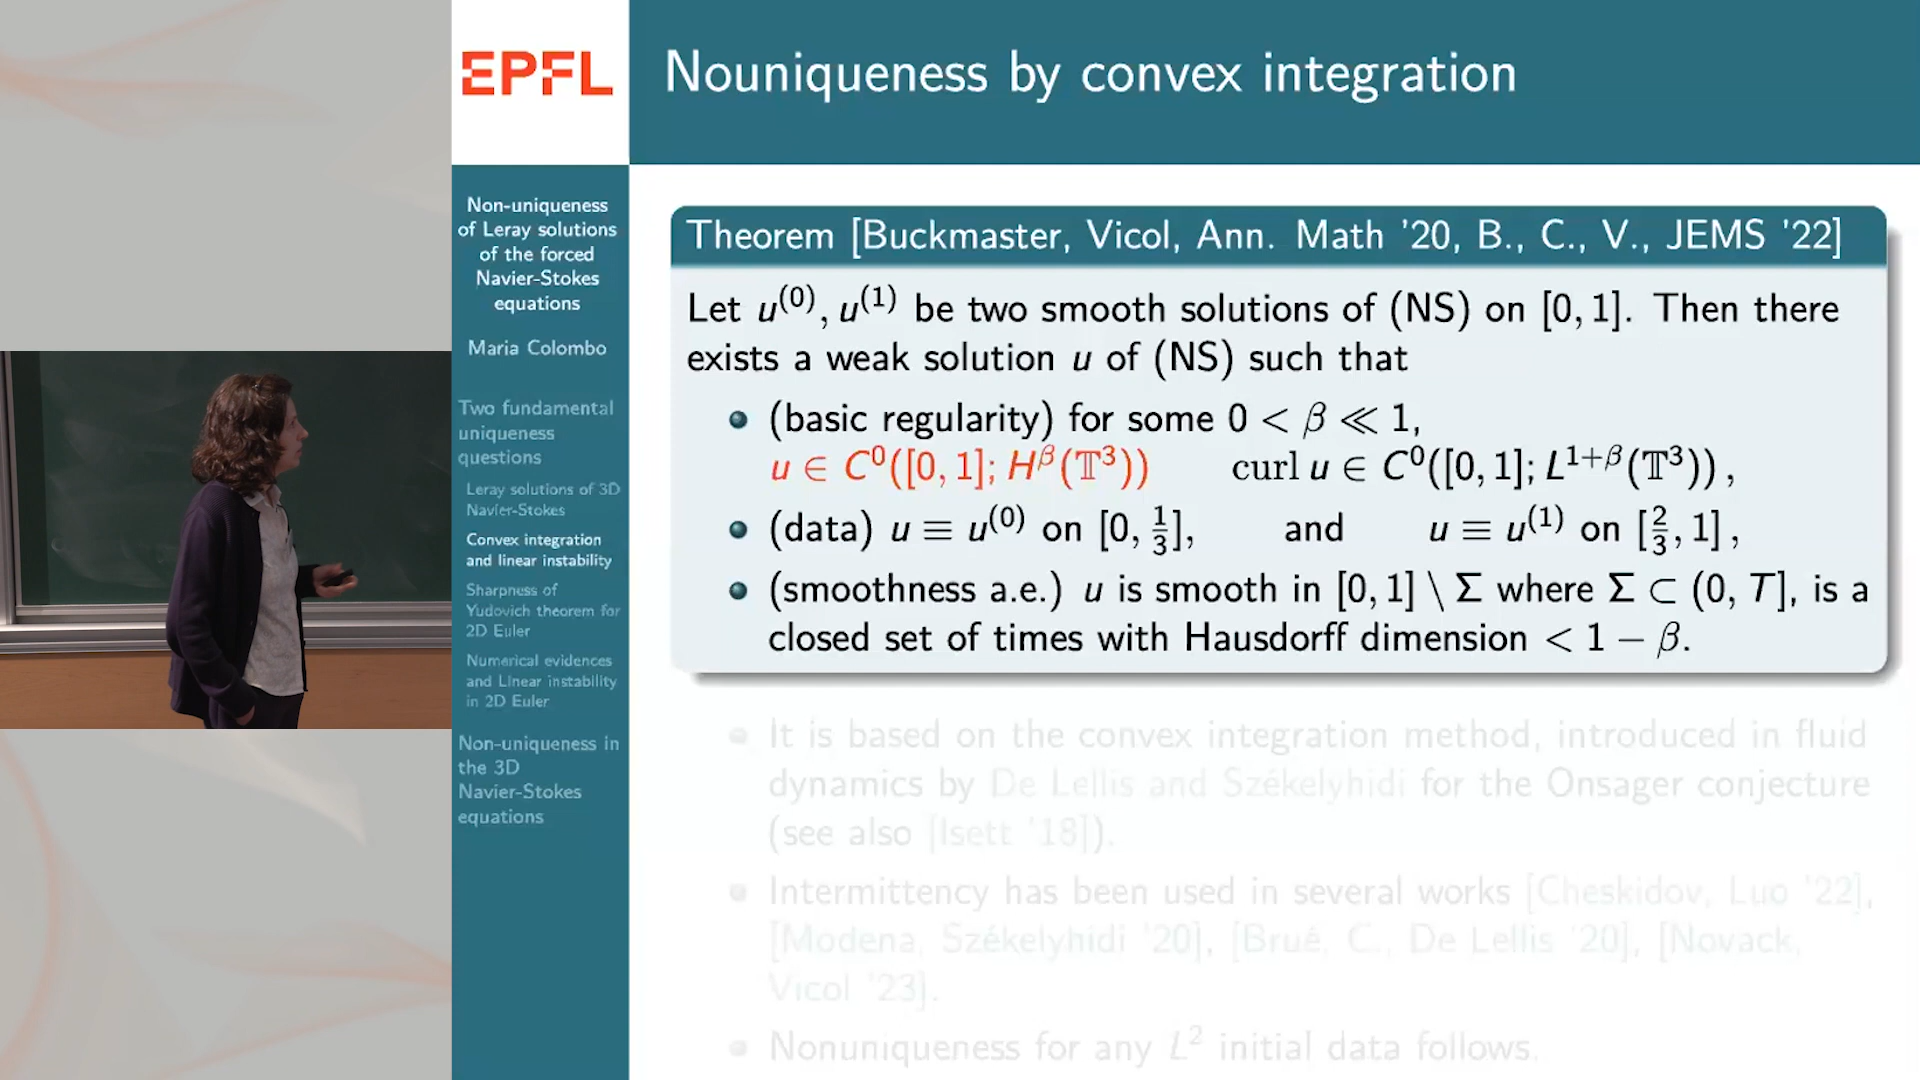 EPFL
Nouniqueness by convex integration
Non-uniqueness
of Leray solutions
of the forced
Navier-Stokes
equations
Maria Colombo
Two fundamental
uniqueness
questions
Leray solutions of 3D
Navier-Stokes
Convex integration
and linear instability
Sharpness of
Yudovich theorem for
2D Euler
Numerical evidences
and Linear instability
in 2D Euler
Non-uniqueness in
the 3D
Navier-Stokes
equations
Theorem [Buckmaster, Vicol, Ann. Math '20, B., C., V., JEMS '22]
Let u⁽⁰⁾, u⁽¹⁾ be two smooth solutions of (NS) on [0, 1]. Then there
exists a weak solution u of (NS) such that
• (basic regularity) for some 0 < β ≪ 1,
u ∈ C⁰([0, 1]; H^β(𝕋³)) curl u ∈ C⁰([0, 1]; L^{1+β}(𝕋³)) ,
• (data) u ≡ u⁽⁰⁾ on [0, 1/3], and u ≡ u⁽¹⁾ on [2/3, 1] ,
• (smoothness a.e.) u is smooth in [0, 1] \ Σ where Σ ⊂ (0, T], is a
closed set of times with Hausdorff dimension < 1 − β.
• It is based on the convex integration method, introduced in fluid
dynamics by De Lellis and Székelyhidi for the Onsager conjecture
(see also [Isett '18]).
• Intermittency has been used in several works [Cheskidov, Luo '22],
[Modena, Székelyhidi '20], [Brué, C., De Lellis '20], [Novack,
Vicol '23].
• Nonuniqueness for any L² initial data follows.